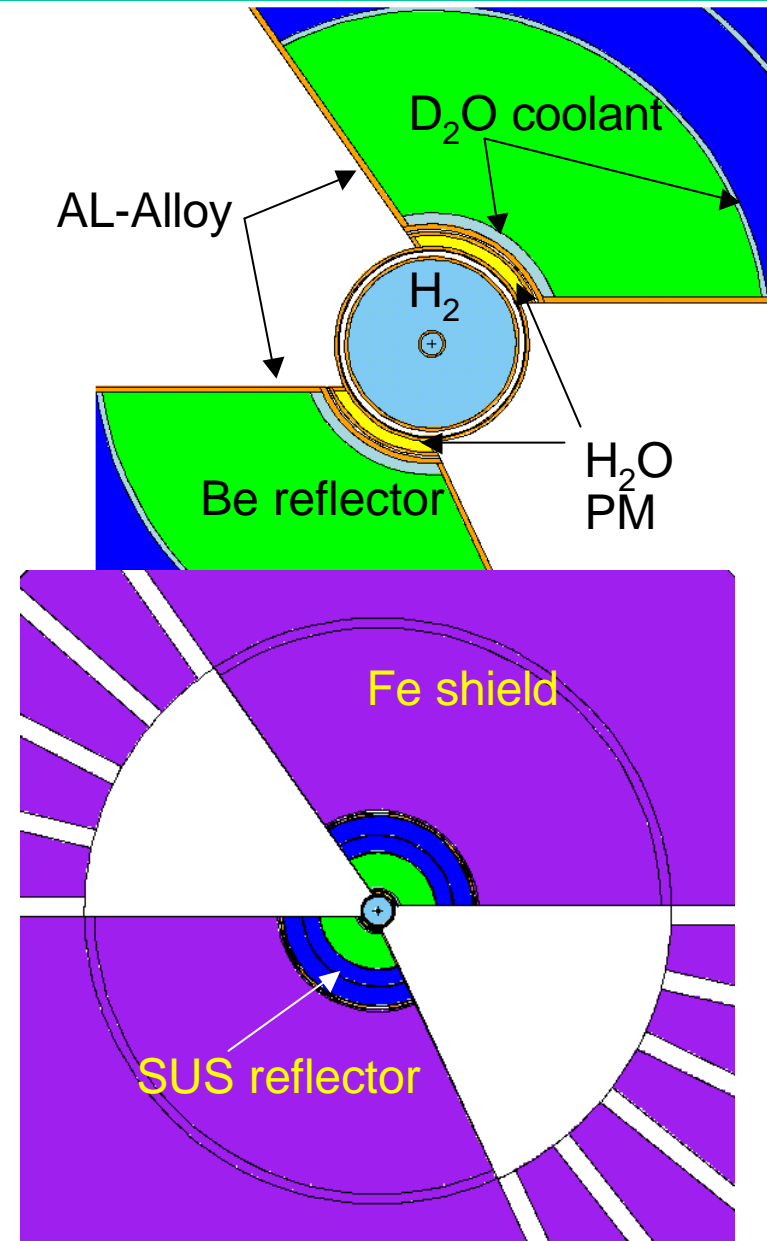 D₂O coolant
AL-Alloy
H₂
H₂O
PM
Be reflector
Fe shield
SUS reflector